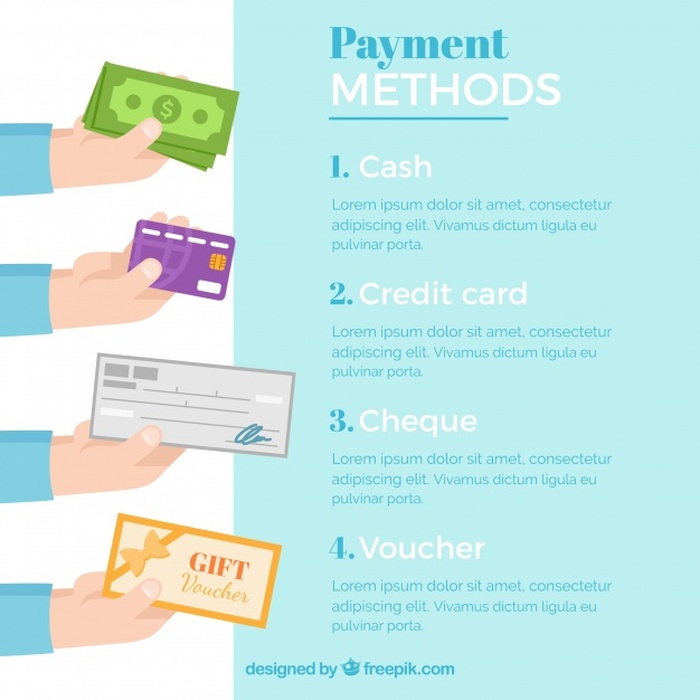 Payment
METHODS
$
1. Cash
Lorem ipsum dolor sit amet, consectetur
adipiscing elit. Vivamus dictum ligula eu
pulvinar porta.
2. Credit card
Lorem ipsum dolor sit amet, consectetur
adipiscing elit. Vivamus dictum ligula eu
pulvinar porta.
3. Cheque
Lorem ipsum dolor sit amet, consectetur
adipiscing elit. Vivamus dictum ligula eu
pulvinar porta.
4. Voucher
Lorem ipsum dolor sit amet, consectetur
adipiscing elit. Vivamus dictum ligula eu
pulvinar porta.
GIFT
Voucher
designed by freepik.com